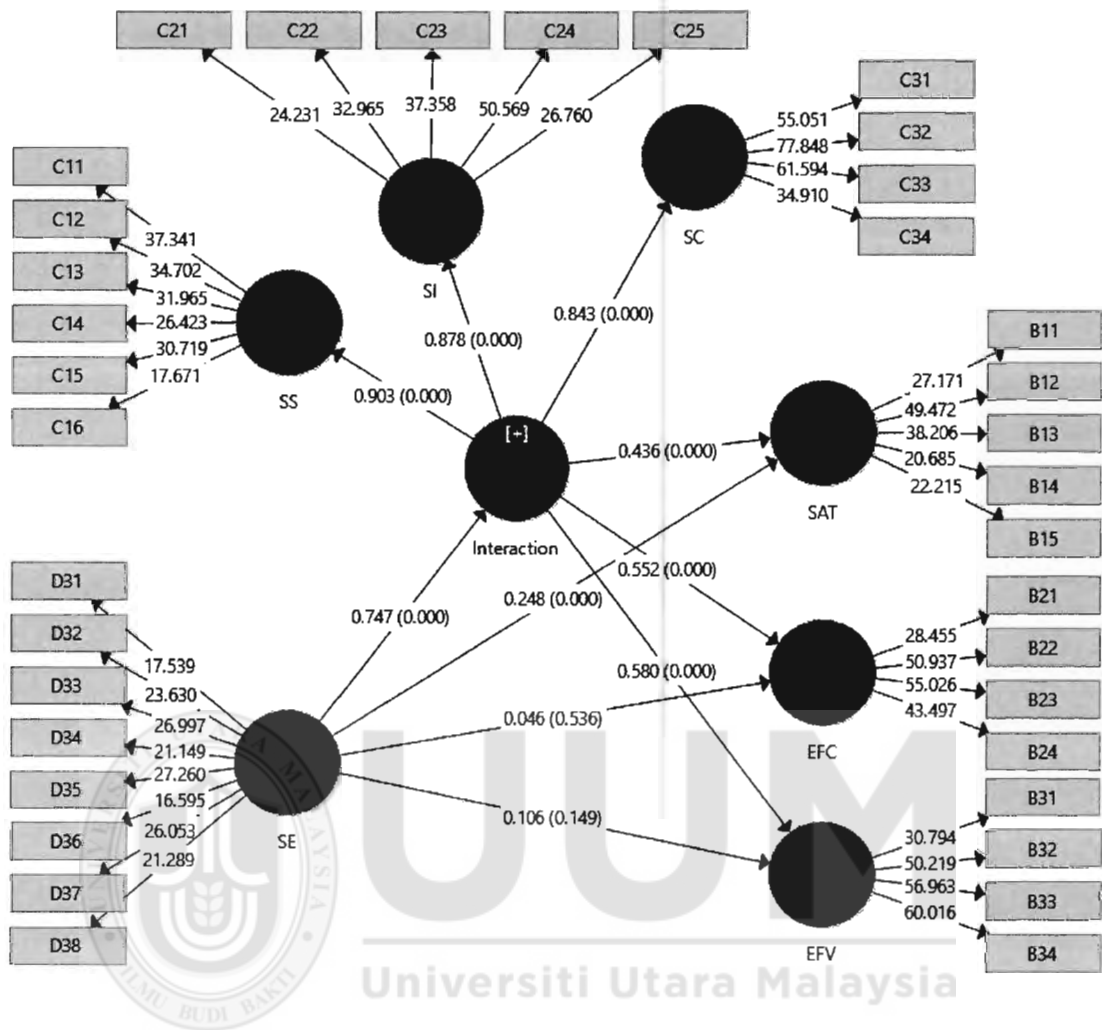 C21
C22
C23
C24
C25
24.231
32.965
37.358
50.569
26.760
SI
C31
C32
C33
C34
55.051
77.848
61.594
34.910
SC
C11
C12
C13
C14
C15
C16
37.341
34.702
31.965
26.423
30.719
17.671
SS
0.903 (0.000)
0.878 (0.000)
0.843 (0.000)
[+]
Interaction
0.436 (0.000)
B11
B12
B13
B14
B15
27.171
49.472
38.206
20.685
22.215
SAT
0.552 (0.000)
0.248 (0.000)
0.747 (0.000)
0.580 (0.000)
B21
B22
B23
B24
28.455
50.937
55.026
43.497
EFC
D31
D32
D33
D34
D35
D36
D37
D38
17.539
23.630
26.997
21.149
27.260
16.595
26.053
21.289
SE
0.046 (0.536)
0.106 (0.149)
B31
B32
B33
B34
30.794
50.219
56.963
60.016
EFV
UUM
Universiti Utara Malaysia
ILMU BUDI BAKTI